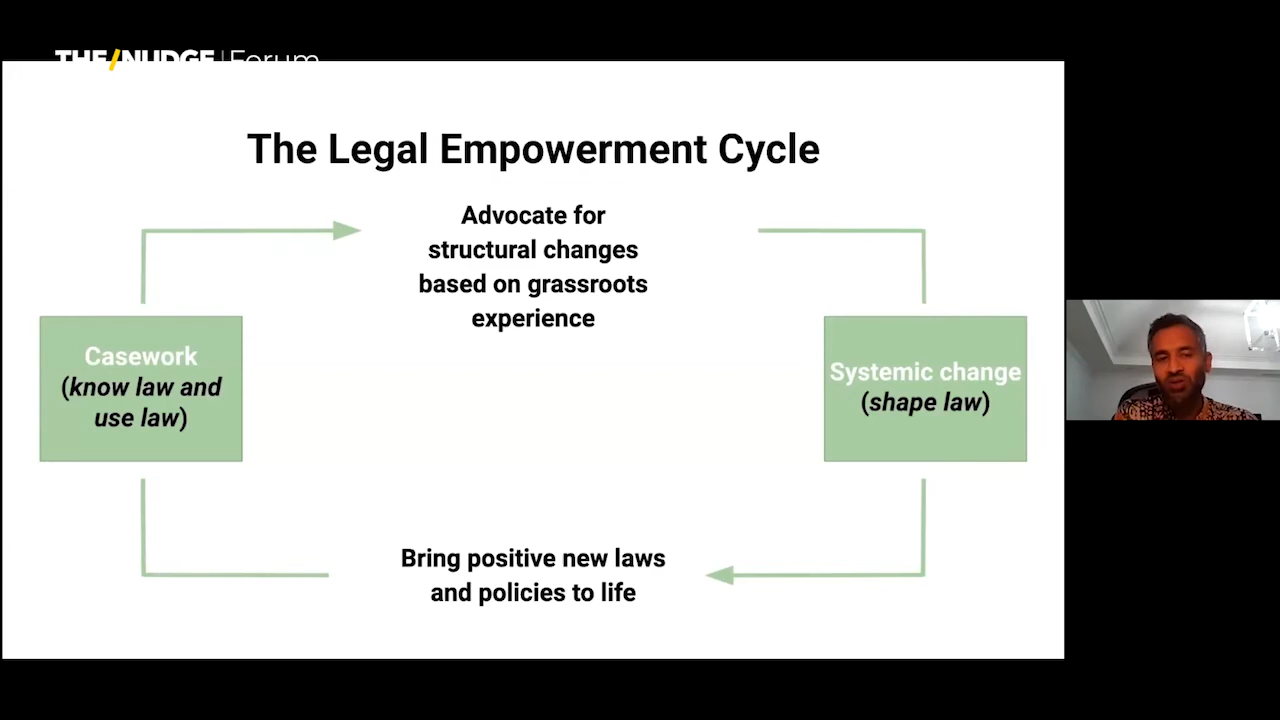 THE/NUDGE | Forum
The Legal Empowerment Cycle
Advocate for
structural changes
based on grassroots
experience
Casework
(know law and
use law)
Systemic change
(shape law)
Bring positive new laws
and policies to life